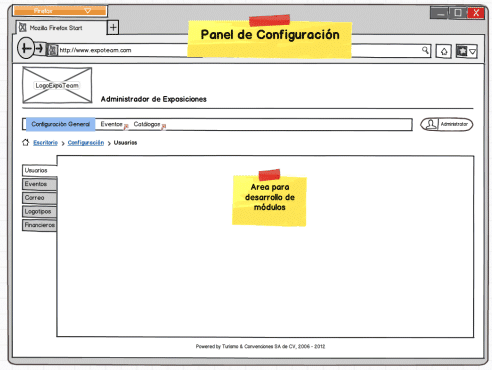 Firefox
Mozilla Firefox Start
Panel de Configuración
http://www.expoteam.com
LogoExpoTeam
Administrador de Exposiciones
Configuración General
Eventos
Catálogos
Administrador
Escritorio > Configuración > Usuarios
Usuarios
Eventos
Correo
Logotipos
Financieros
Area para
desarrollo de
módulos
Powered by Turismo & Convenciones SA de CV, 2006 - 2012